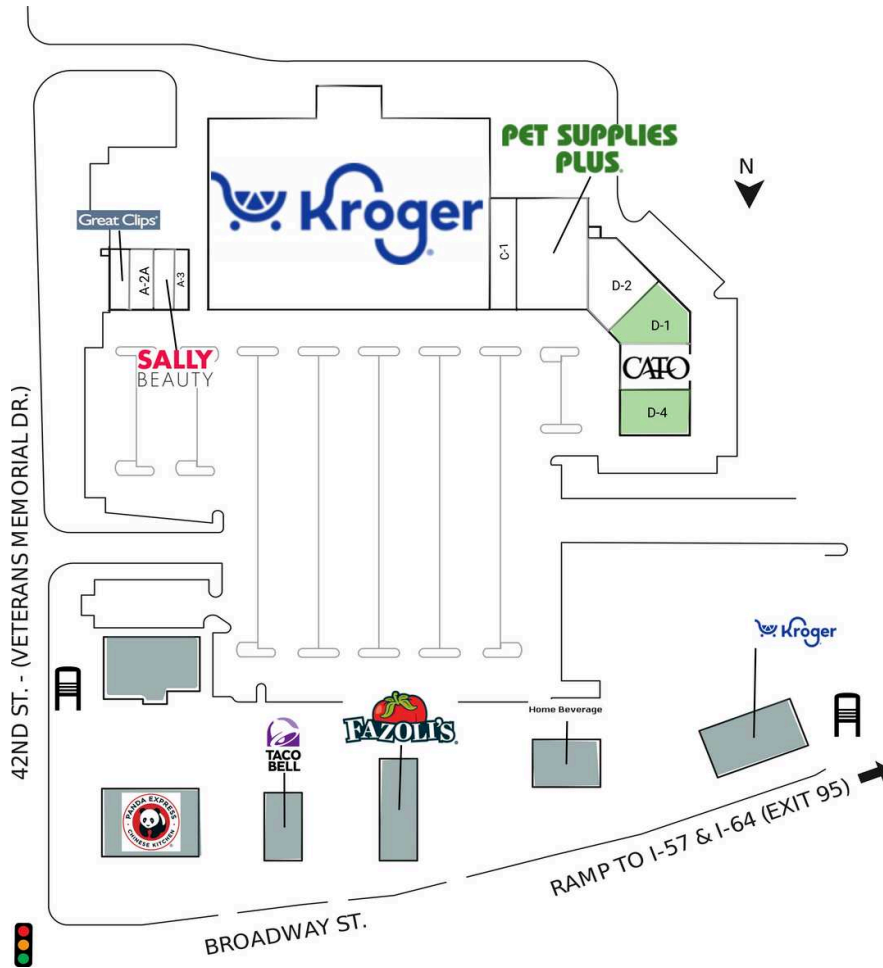 PET SUPPLIES
PLUS
N
Kroger
Great Clips
A-2A
A-3
C-1
D-2
D-1
SALLY
BEAUTY
CATO
D-4
42ND ST. - (VETERANS MEMORIAL DR.)
Kroger
Home Beverage
FAZOLI'S
TACO
BELL
PANDA EXPRESS
CHINESE KITCHEN
RAMP TO I-57 & I-64 (EXIT 95)
BROADWAY ST.